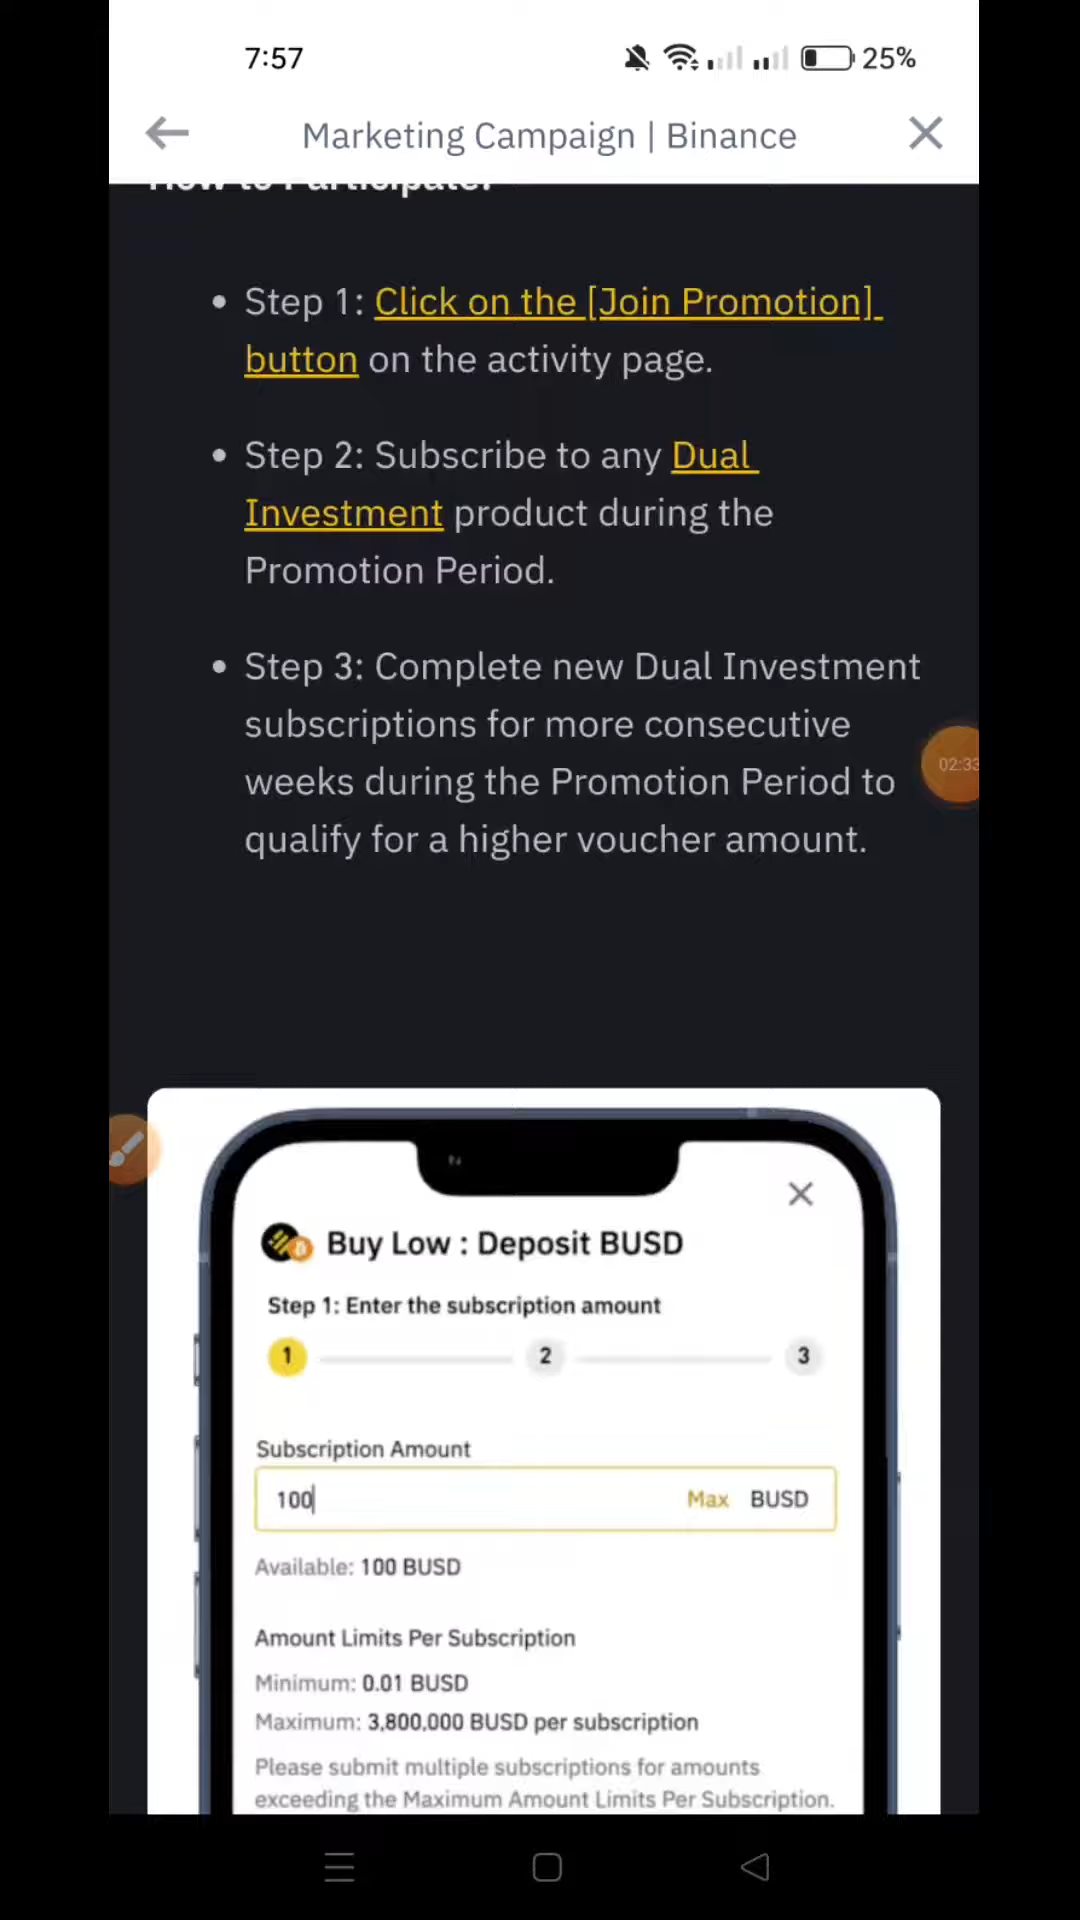 7:57
25%
Marketing Campaign | Binance
How to Participate?
Step 1: Click on the [Join Promotion]
button on the activity page.
Step 2: Subscribe to any Dual
Investment product during the
Promotion Period.
Step 3: Complete new Dual Investment
subscriptions for more consecutive
weeks during the Promotion Period to
qualify for a higher voucher amount.
02:33
Buy Low : Deposit BUSD
Step 1: Enter the subscription amount
1 2 3
Subscription Amount
100 Max BUSD
Available: 100 BUSD
Amount Limits Per Subscription
Minimum: 0.01 BUSD
Maximum: 3,800,000 BUSD per subscription
Please submit multiple subscriptions for amounts
exceeding the Maximum Amount Limits Per Subscription.